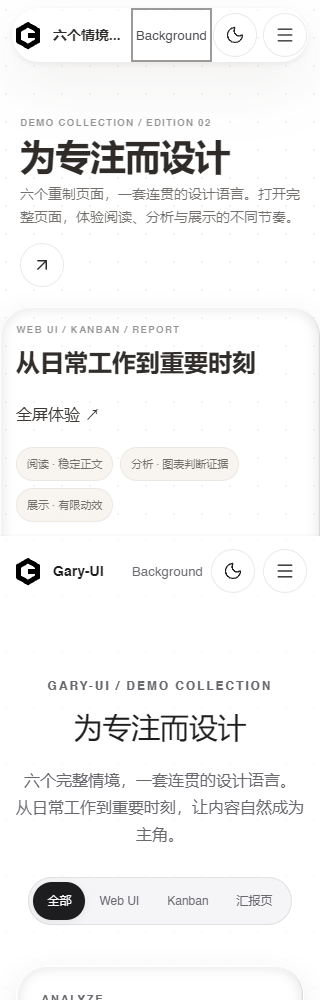 六个情境...
Background
DEMO COLLECTION / EDITION 02
为专注而设计
六个重制页面，一套连贯的设计语言。打开完
整页面，体验阅读、分析与展示的不同节奏。
WEB UI / KANBAN / REPORT
从日常工作到重要时刻
全屏体验 ↗
阅读 · 稳定正文
分析 · 图表判断证据
展示 · 有限动效
Gary-UI
Background
GARY-UI / DEMO COLLECTION
为专注而设计
六个完整情境，一套连贯的设计语言。
从日常工作到重要时刻，让内容自然成为
主角。
全部
Web UI
Kanban
汇报页
ANALYZE